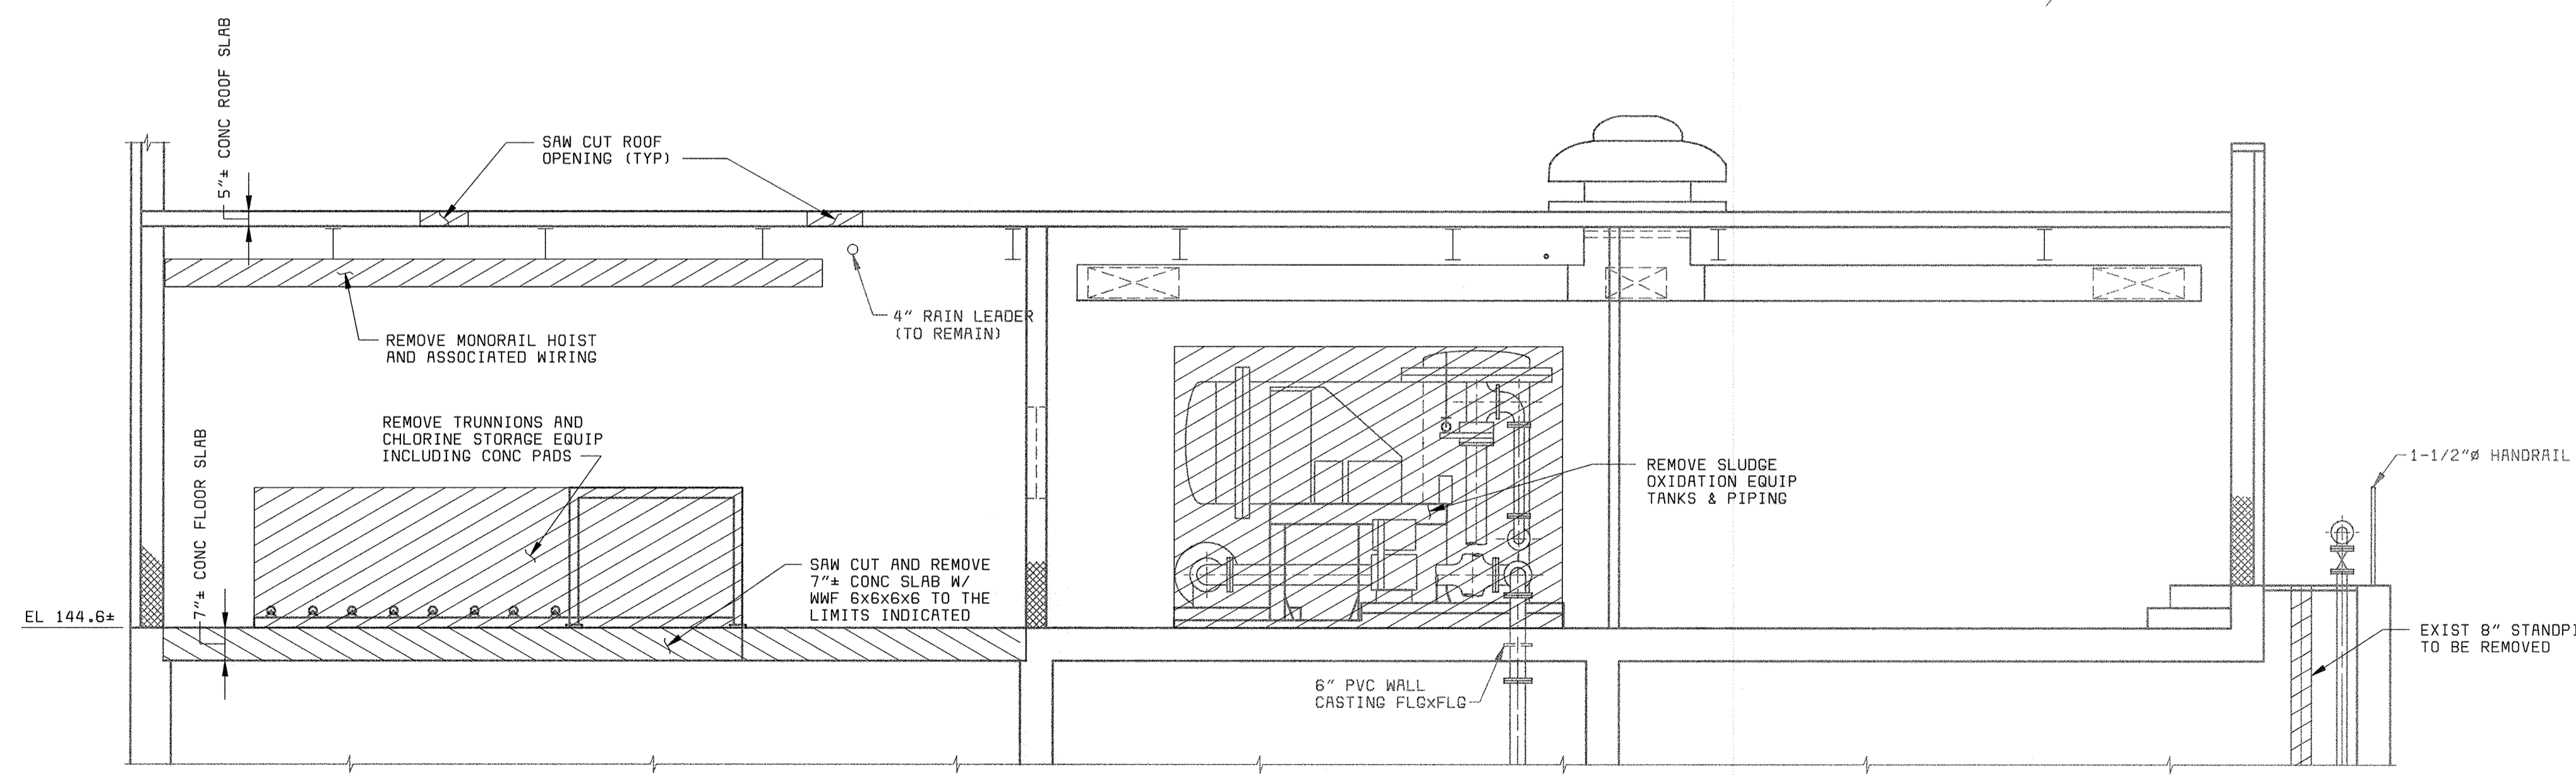 5"± CONC ROOF SLAB
SAW CUT ROOF
OPENING (TYP)
4" RAIN LEADER
(TO REMAIN)
REMOVE MONORAIL HOIST
AND ASSOCIATED WIRING
REMOVE TRUNNIONS AND
CHLORINE STORAGE EQUIP
INCLUDING CONC PADS
7"± CONC FLOOR SLAB
REMOVE SLUDGE
OXIDATION EQUIP
TANKS & PIPING
1-1/2"Ø HANDRAIL
SAW CUT AND REMOVE
7"± CONC SLAB W/
WWF 6x6x6x6 TO THE
LIMITS INDICATED
EL 144.6±
EXIST 8" STANDPI
TO BE REMOVED
6" PVC WALL
CASTING FLGxFLG